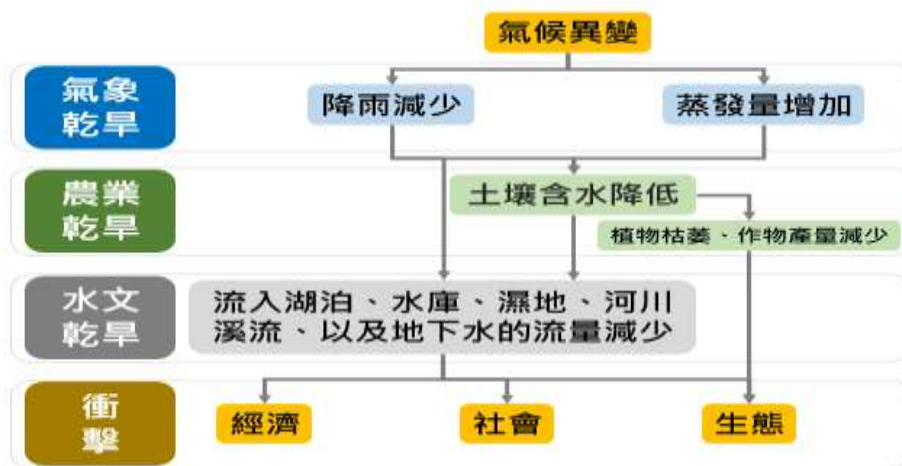 氣候異變
氣象
乾旱
降雨減少
蒸發量增加
農業
乾旱
土壤含水降低
植物枯萎、作物產量減少
水文
乾旱
流入湖泊、水庫、濕地、河川
溪流、以及地下水的流量減少
衝
擊
經濟
社會
生態